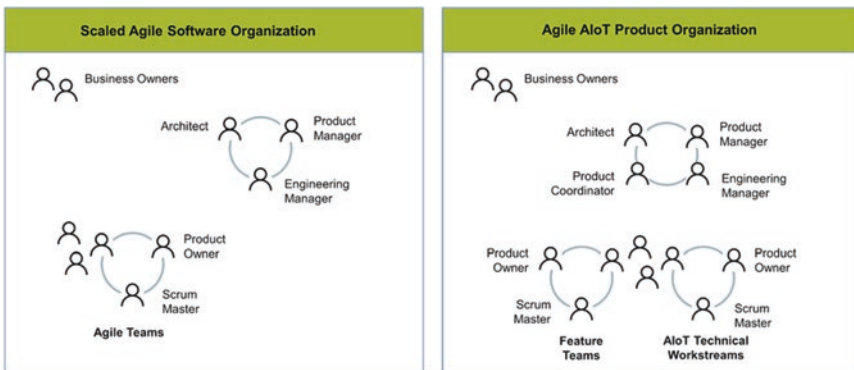 Scaled Agile Software Organization
Business Owners
Architect
Product
Manager
Engineering
Manager
Product
Owner
Scrum
Master
Agile Teams
Agile AIoT Product Organization
Business Owners
Architect
Product
Manager
Product
Coordinator
Engineering
Manager
Product
Owner
Scrum
Master
Feature
Teams
Product
Owner
Scrum
Master
AIoT Technical
Workstreams